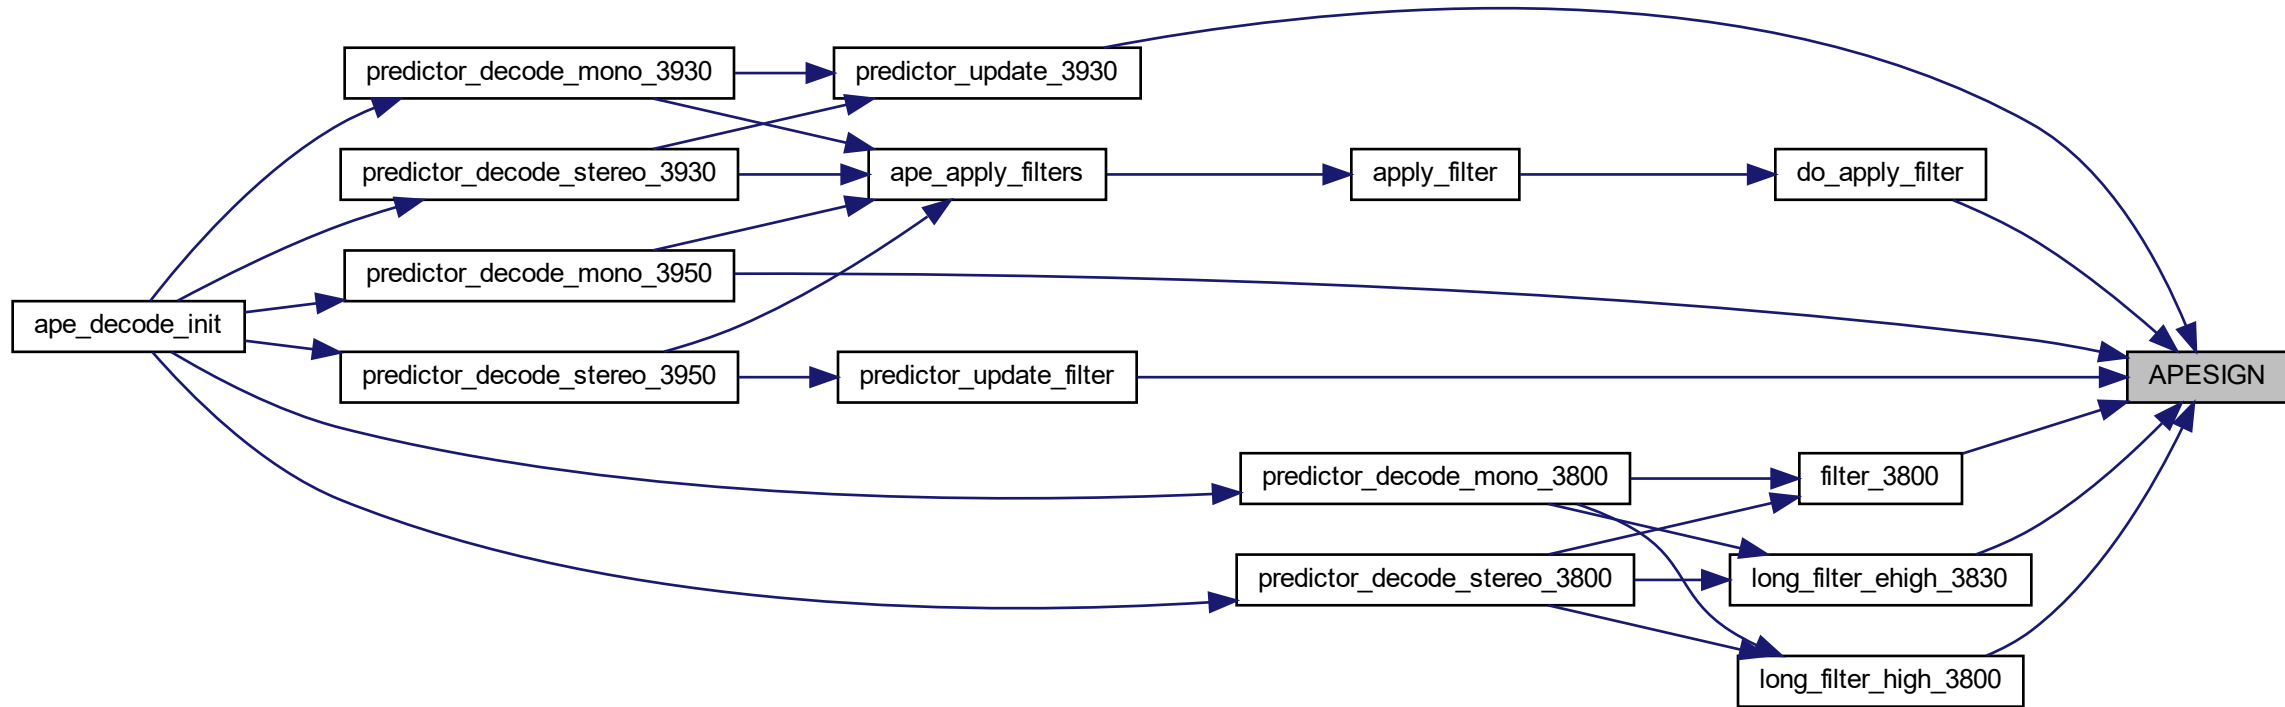 predictor_decode_mono_3930
predictor_update_3930
predictor_decode_stereo_3930
ape_apply_filters
apply_filter
do_apply_filter
predictor_decode_mono_3950
ape_decode_init
predictor_decode_stereo_3950
predictor_update_filter
APESIGN
predictor_decode_mono_3800
filter_3800
predictor_decode_stereo_3800
long_filter_ehigh_3830
long_filter_high_3800